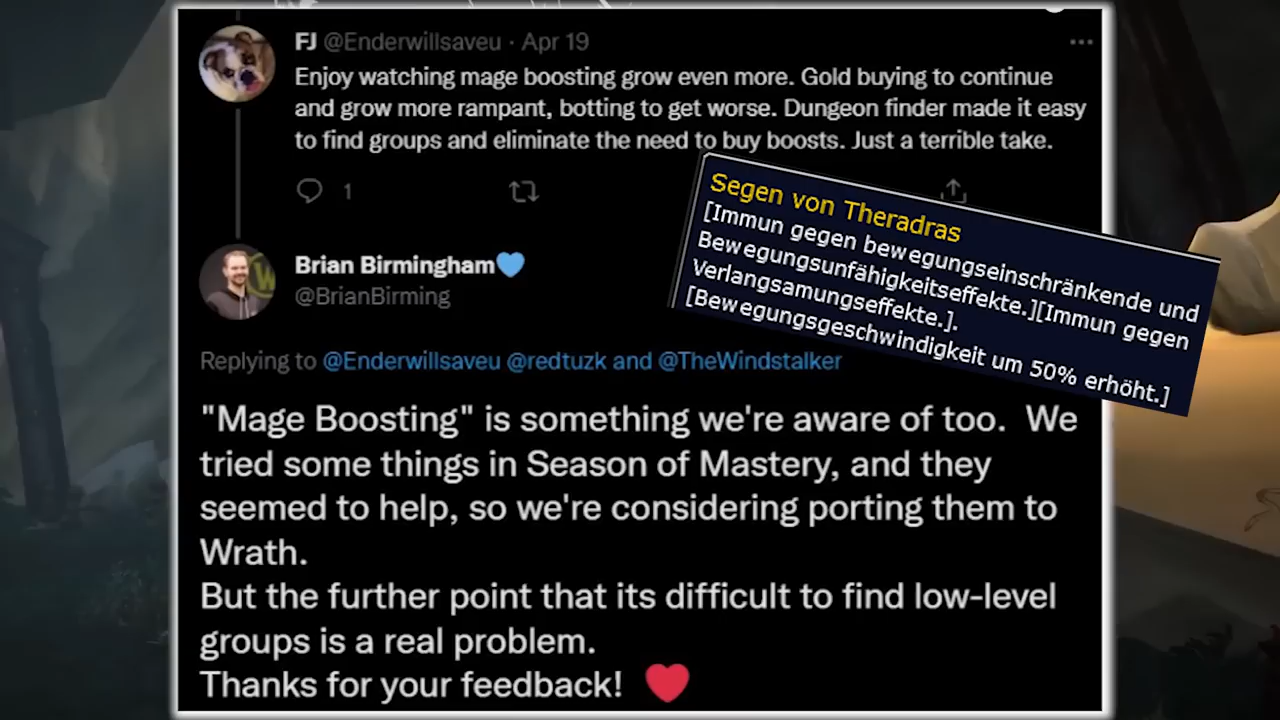 FJ @Enderwillsaveu · Apr 19
Enjoy watching mage boosting grow even more. Gold buying to continue
and grow more rampant, botting to get worse. Dungeon finder made it easy
to find groups and eliminate the need to buy boosts. Just a terrible take.
1
Segen von Theradras
[Immun gegen bewegungseinschränkende und
Bewegungsunfähigkeitseffekte.][Immun gegen
Verlangsamungseffekte.].
[Bewegungsgeschwindigkeit um 50% erhöht.]
Brian Birmingham💙
@BrianBirming
Replying to @Enderwillsaveu @redtuzk and @TheWindstalker
"Mage Boosting" is something we're aware of too. We
tried some things in Season of Mastery, and they
seemed to help, so we're considering porting them to
Wrath.
But the further point that its difficult to find low-level
groups is a real problem.
Thanks for your feedback! ❤️